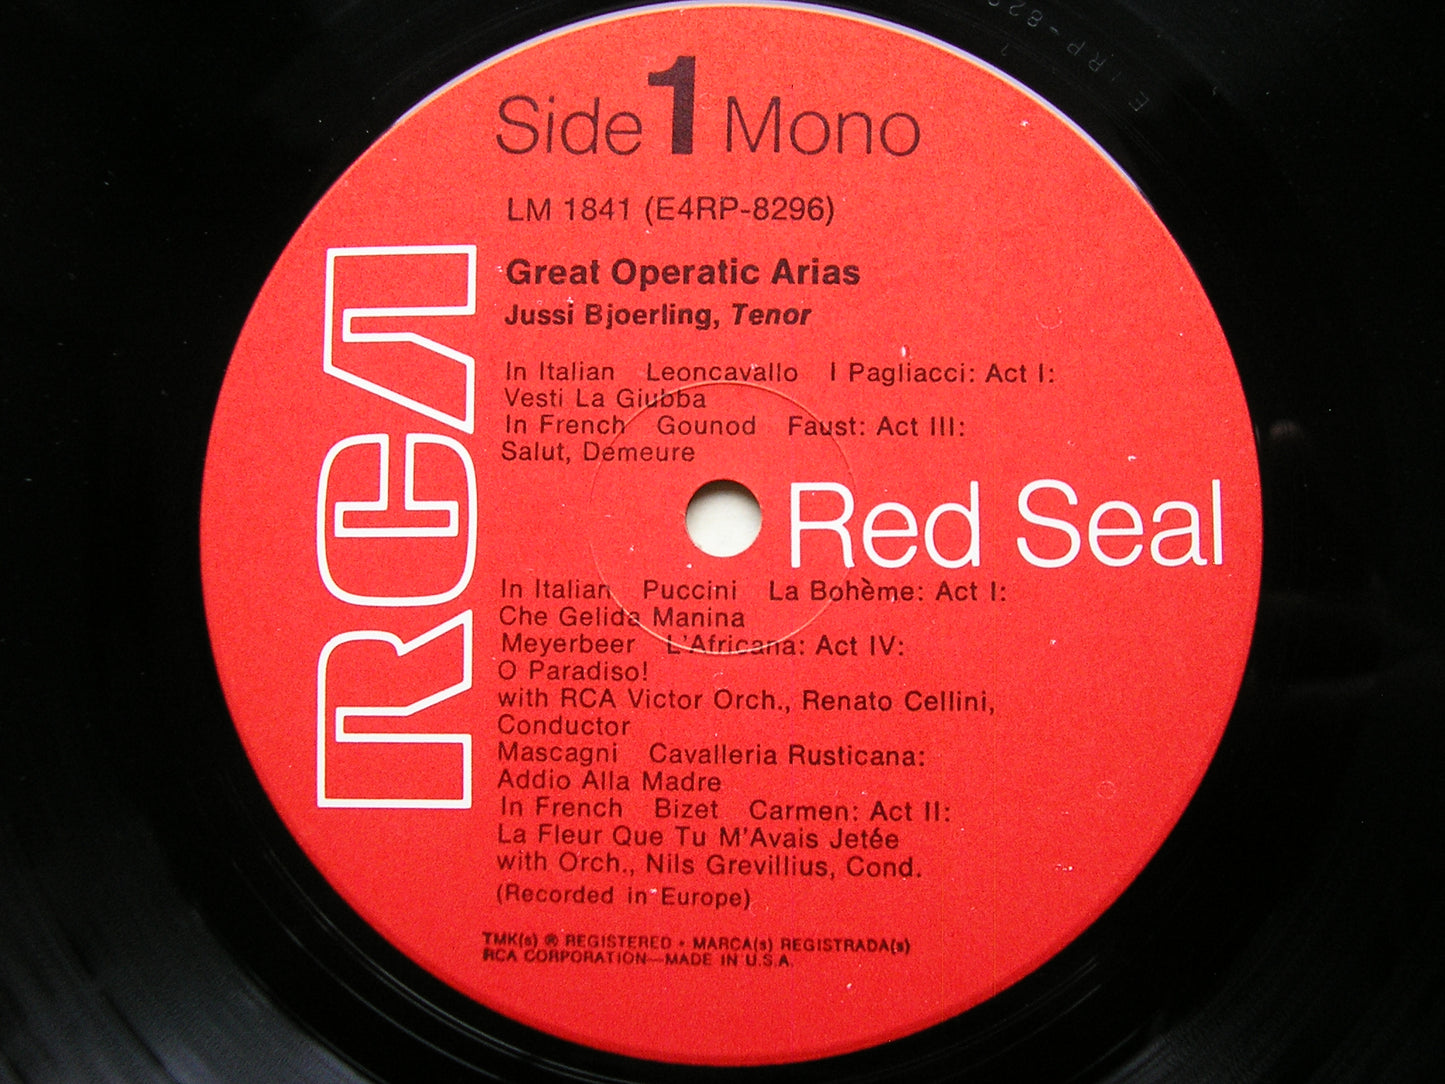 Side 1 Mono
LM 1841 (E4RP-8296)
Great Operatic Arias
Jussi Bjoerling, Tenor
In Italian Leoncavallo I Pagliacci: Act I:
Vesti La Giubba
In French Gounod Faust: Act III:
Salut, Demeure
RCA
Red Seal
In Italian Puccini La Bohème: Act I:
Che Gelida Manina
Meyerbeer L'Africana: Act IV:
O Paradiso!
with RCA Victor Orch., Renato Cellini,
Conductor
Mascagni Cavalleria Rusticana:
Addio Alla Madre
In French Bizet Carmen: Act II:
La Fleur Que Tu M'Avais Jetée
with Orch., Nils Grevillius, Cond.
(Recorded in Europe)
TMK(s) ® REGISTERED • MARCA(s) REGISTRADA(s)
RCA CORPORATION—MADE IN U.S.A.